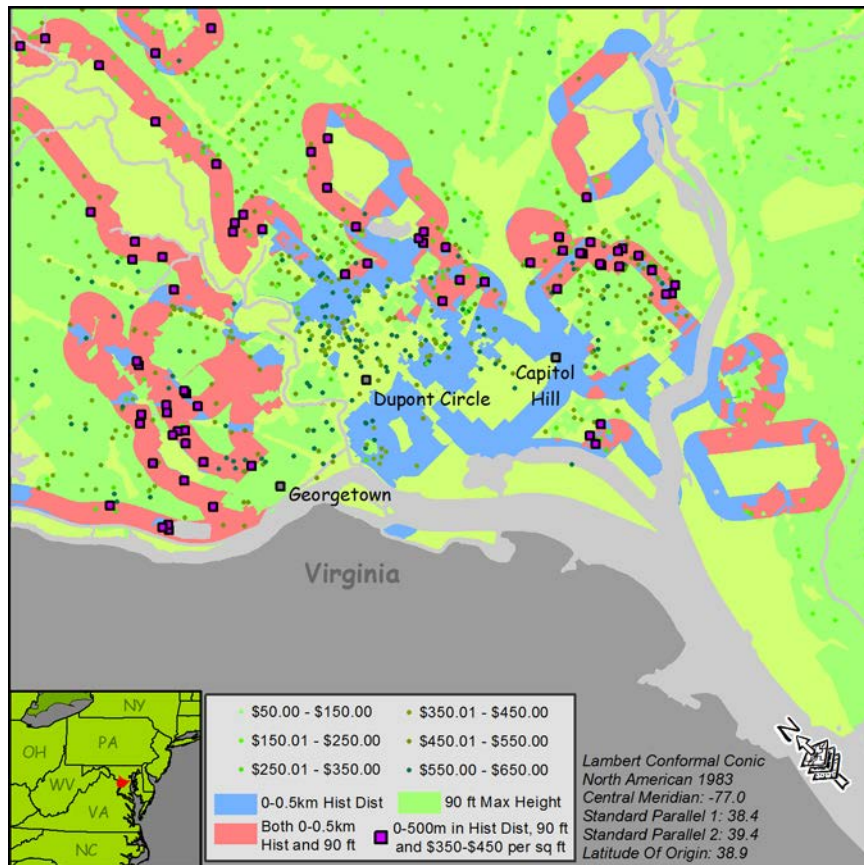 Capitol
Hill
Dupont Circle
Georgetown
Virginia
NY
PA
OH
WV
VA
NC
$50.00 - $150.00
$150.01 - $250.00
$250.01 - $350.00
$350.01 - $450.00
$450.01 - $550.00
$550.00 - $650.00
0-0.5km Hist Dist
90 ft Max Height
Both 0-0.5km
Hist and 90 ft
0-500m in Hist Dist, 90 ft
and $350-$450 per sq ft
N
Lambert Conformal Conic
North American 1983
Central Meridian: -77.0
Standard Parallel 1: 38.4
Standard Parallel 2: 39.4
Latitude Of Origin: 38.9